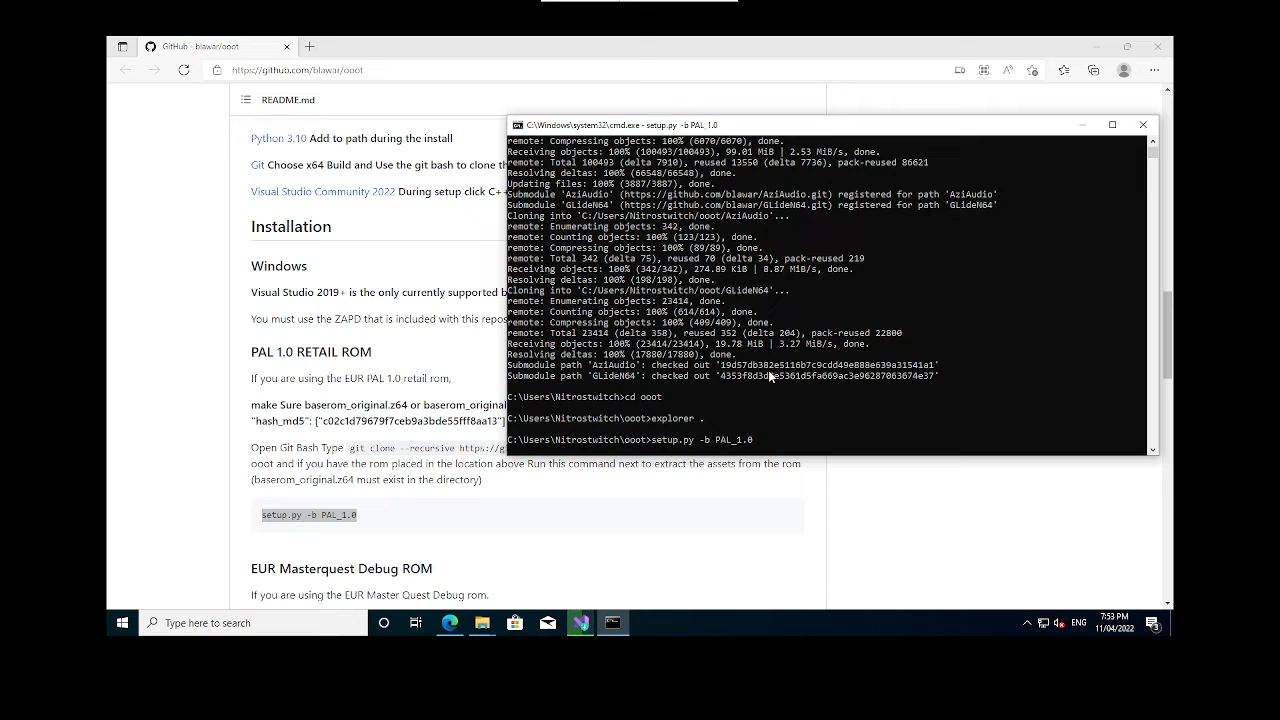 GitHub - blawar/ooot
https://github.com/blawar/ooot
README.md
Python 3.10 Add to path during the install
Git Choose x64 Build and Use the git bash to clone th
Visual Studio Community 2022 During setup click C+
Installation
Windows
Visual Studio 2019+ is the only currently supported b
You must use the ZAPD that is included with this repos
PAL 1.0 RETAIL ROM
If you are using the EUR PAL 1.0 retail rom,
make Sure baserom_original.z64 or baserom_original
"hash_md5": ["c02c1d79679f7ceb9a3bde55fff8aa13"]
Open Git Bash Type git clone --recursive https://g
ooot and if you have the rom placed in the location above Run this command next to extract the assets from the rom
(baserom_original.z64 must exist in the directory)
setup.py -b PAL_1.0
EUR Masterquest Debug ROM
If you are using the EUR Master Quest Debug rom.
C:\Windows\system32\cmd.exe - setup.py -b PAL_1.0
remote: Compressing objects: 100% (6070/6070), done.
Receiving objects: 100% (100493/100493), 99.01 MiB | 2.53 MiB/s, done.
remote: Total 100493 (delta 7910), reused 13550 (delta 7736), pack-reused 86621
Resolving deltas: 100% (66548/66548), done.
Updating files: 100% (3887/3887), done.
Submodule 'AziAudio' (https://github.com/blawar/AziAudio.git) registered for path 'AziAudio'
Submodule 'GLideN64' (https://github.com/blawar/GLideN64.git) registered for path 'GLideN64'
Cloning into 'C:/Users/Nitrostwitch/ooot/AziAudio'...
remote: Enumerating objects: 342, done.
remote: Counting objects: 100% (123/123), done.
remote: Compressing objects: 100% (89/89), done.
remote: Total 342 (delta 75), reused 70 (delta 34), pack-reused 219
Receiving objects: 100% (342/342), 274.89 KiB | 8.87 MiB/s, done.
Resolving deltas: 100% (198/198), done.
Cloning into 'C:/Users/Nitrostwitch/ooot/GLideN64'...
remote: Enumerating objects: 23414, done.
remote: Counting objects: 100% (614/614), done.
remote: Compressing objects: 100% (409/409), done.
remote: Total 23414 (delta 358), reused 352 (delta 204), pack-reused 22800
Receiving objects: 100% (23414/23414), 19.78 MiB | 3.27 MiB/s, done.
Resolving deltas: 100% (17880/17880), done.
Submodule path 'AziAudio': checked out '19d57db382e5116b7c9cdd49e888e639a31541a1'
Submodule path 'GLideN64': checked out
C:\Users\Nitrostwitch>cd ooot
C:\Users\Nitrostwitch\ooot>explorer .
C:\Users\Nitrostwitch\ooot>setup.py -b PAL_1.0
Type here to search
ENG
7:53 PM
11/04/2022
3